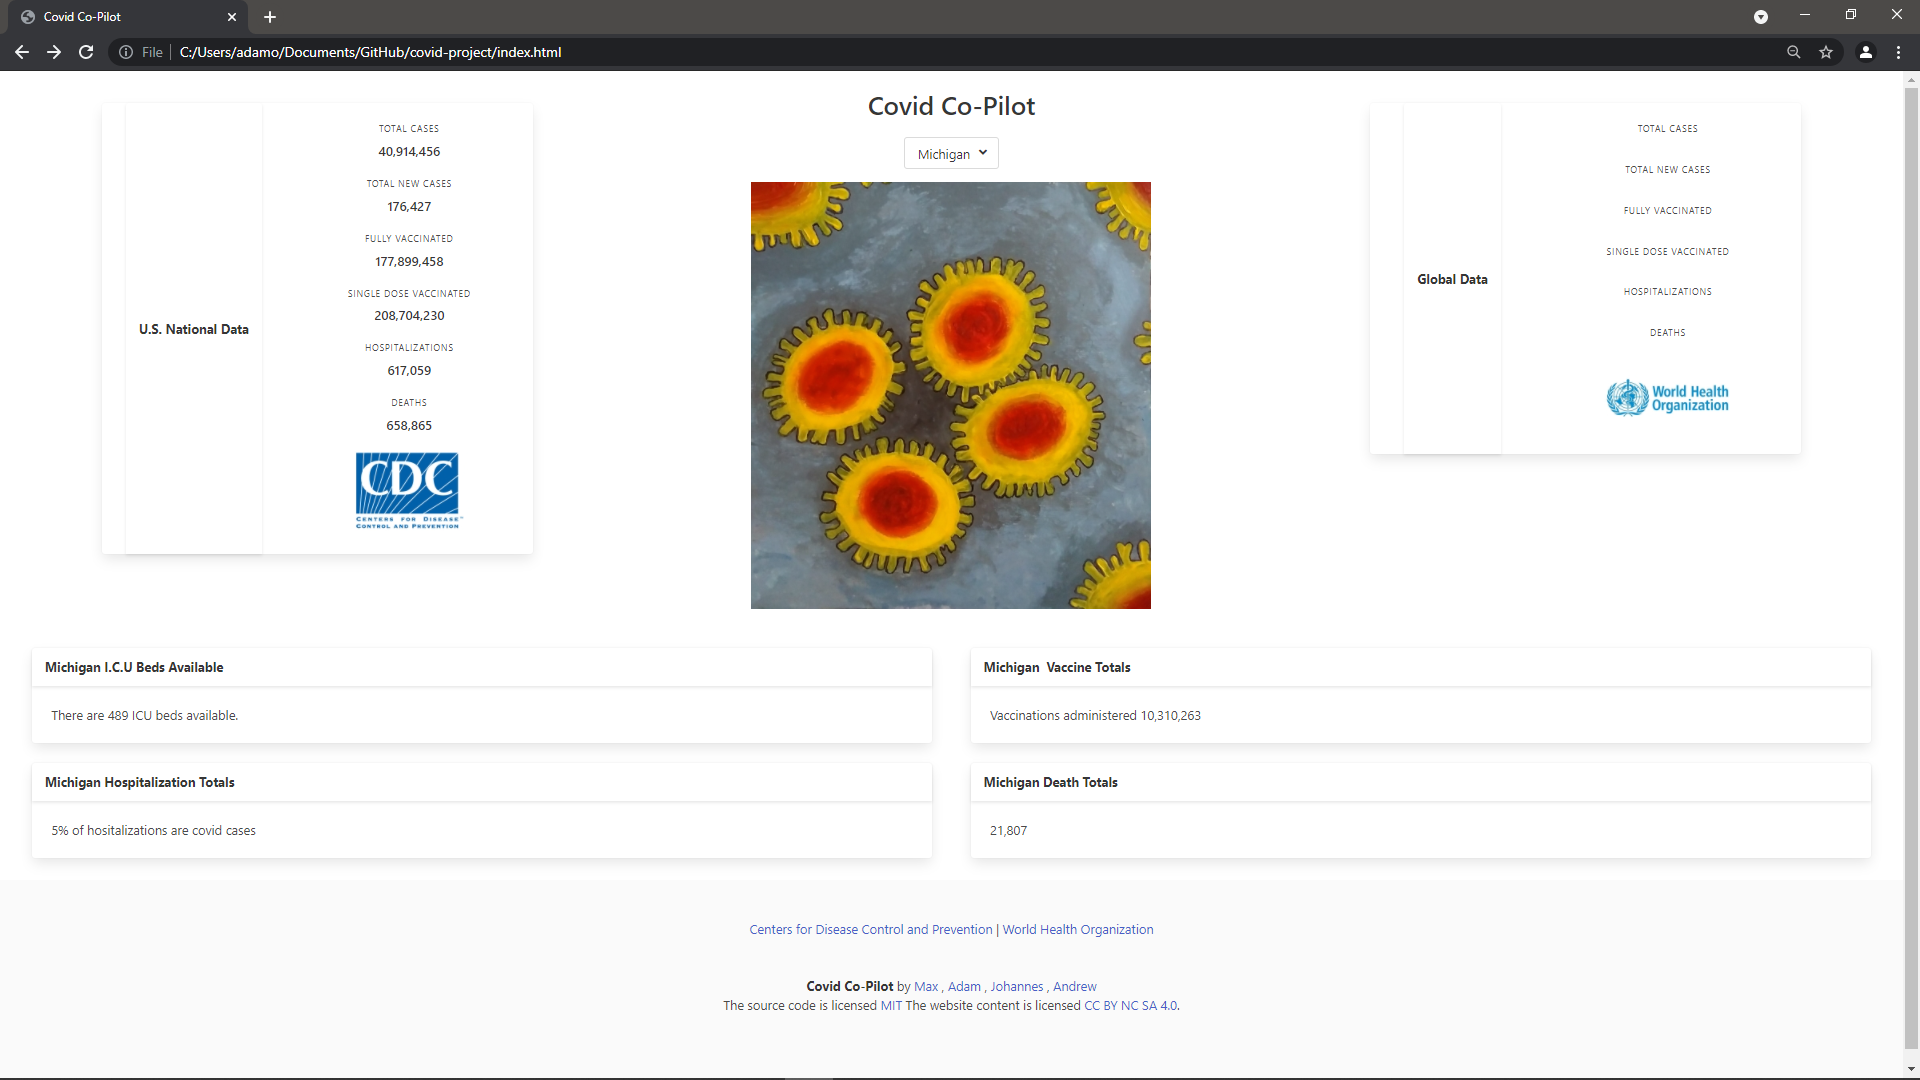 Covid Co-Pilot
File
C:/Users/adamo/Documents/GitHub/covid-project/index.html
U.S. National Data
TOTAL CASES
40,914,456
TOTAL NEW CASES
176,427
FULLY VACCINATED
177,899,458
SINGLE DOSE VACCINATED
208,704,230
HOSPITALIZATIONS
617,059
DEATHS
658,865
CDC
CENTERS FOR DISEASE™
CONTROL AND PREVENTION
Covid Co-Pilot
Michigan
Global Data
TOTAL CASES
TOTAL NEW CASES
FULLY VACCINATED
SINGLE DOSE VACCINATED
HOSPITALIZATIONS
DEATHS
World Health
Organization
Michigan I.C.U Beds Available
There are 489 ICU beds available.
Michigan  Vaccine Totals
Vaccinations administered 10,310,263
Michigan Hospitalization Totals
5% of hositalizations are covid cases
Michigan Death Totals
21,807
Centers for Disease Control and Prevention | World Health Organization
Covid Co-Pilot by Max , Adam , Johannes , Andrew
The source code is licensed MIT The website content is licensed CC BY NC SA 4.0.